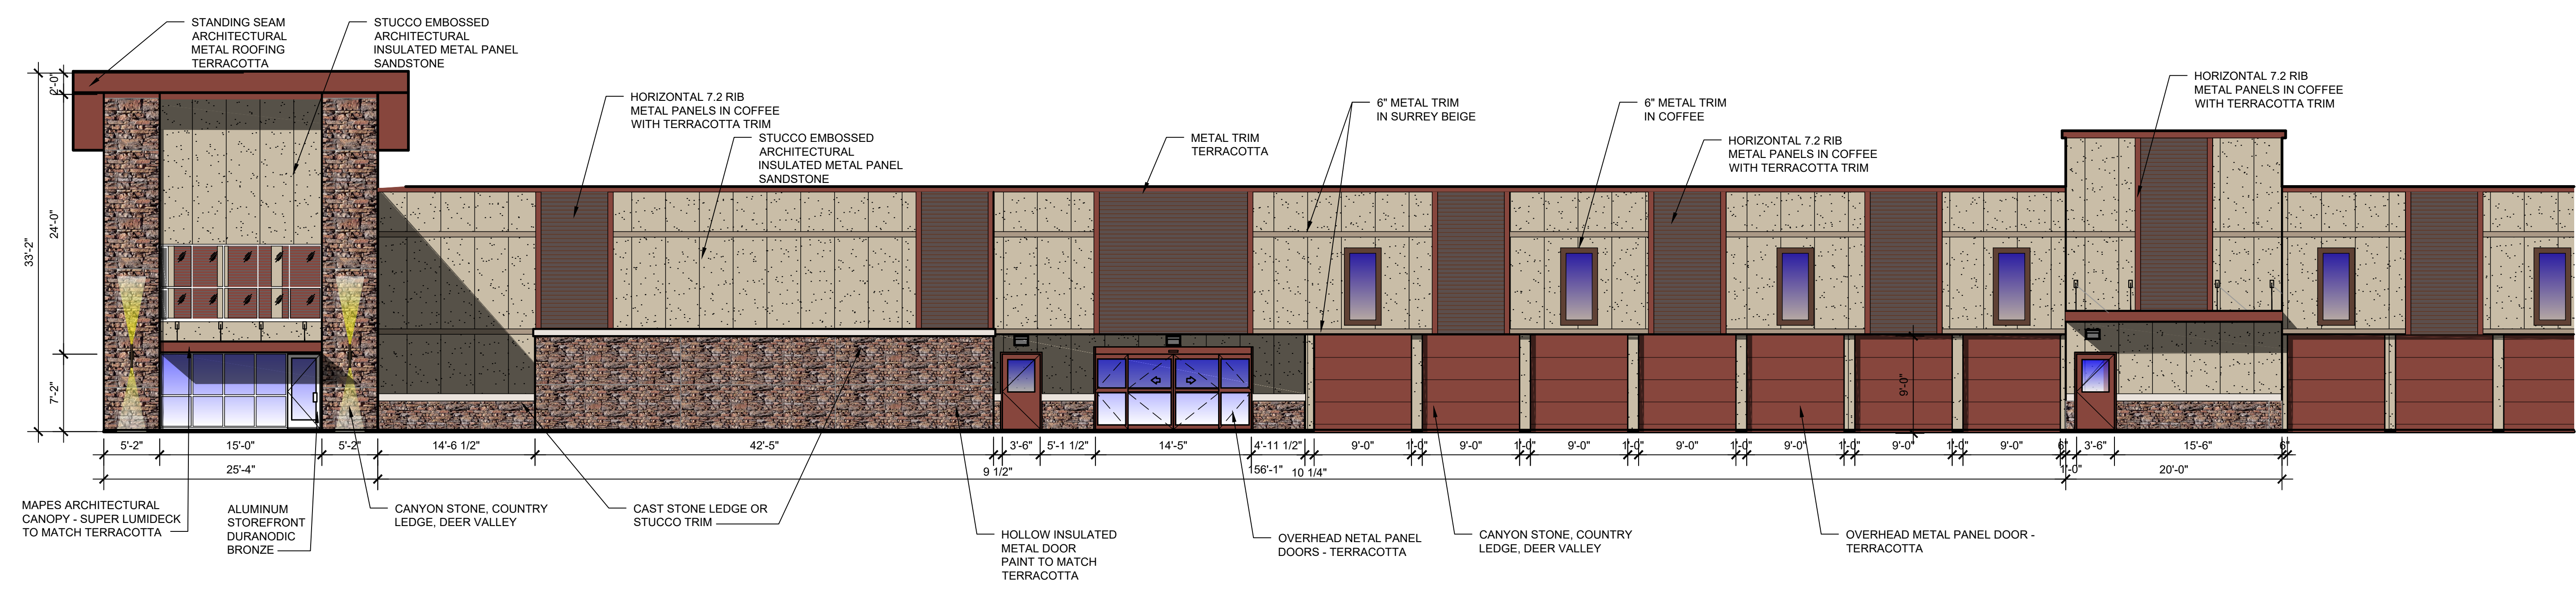 STANDING SEAM
ARCHITECTURAL
METAL ROOFING
TERRACOTTA
STUCCO EMBOSSED
ARCHITECTURAL
INSULATED METAL PANEL
SANDSTONE
HORIZONTAL 7.2 RIB
METAL PANELS IN COFFEE
WITH TERRACOTTA TRIM
STUCCO EMBOSSED
ARCHITECTURAL
INSULATED METAL PANEL
SANDSTONE
METAL TRIM
TERRACOTTA
6" METAL TRIM
IN SURREY BEIGE
6" METAL TRIM
IN COFFEE
HORIZONTAL 7.2 RIB
METAL PANELS IN COFFEE
WITH TERRACOTTA TRIM
HORIZONTAL 7.2 RIB
METAL PANELS IN COFFEE
WITH TERRACOTTA TRIM
2'-0"
24'-0"
33'-2"
7'-2"
9'-0"
5'-2" 15'-0" 5'-2" 14'-6 1/2" 42'-5" 3'-6" 5'-1 1/2" 14'-5" 4'-11 1/2" 9'-0" 1'-0" 9'-0" 1'-0" 9'-0" 1'-0" 9'-0" 1'-0" 9'-0" 1'-0" 9'-0" 1'-0" 9'-0" 6" 3'-6" 15'-6" 6"
25'-4" 9 1/2" 156'-1" 10 1/4" 1'-0" 20'-0"
MAPES ARCHITECTURAL
CANOPY - SUPER LUMIDECK
TO MATCH TERRACOTTA
ALUMINUM
STOREFRONT
DURANODIC
BRONZE
CANYON STONE, COUNTRY
LEDGE, DEER VALLEY
CAST STONE LEDGE OR
STUCCO TRIM
HOLLOW INSULATED
METAL DOOR
PAINT TO MATCH
TERRACOTTA
OVERHEAD NETAL PANEL
DOORS - TERRACOTTA
CANYON STONE, COUNTRY
LEDGE, DEER VALLEY
OVERHEAD METAL PANEL DOOR -
TERRACOTTA